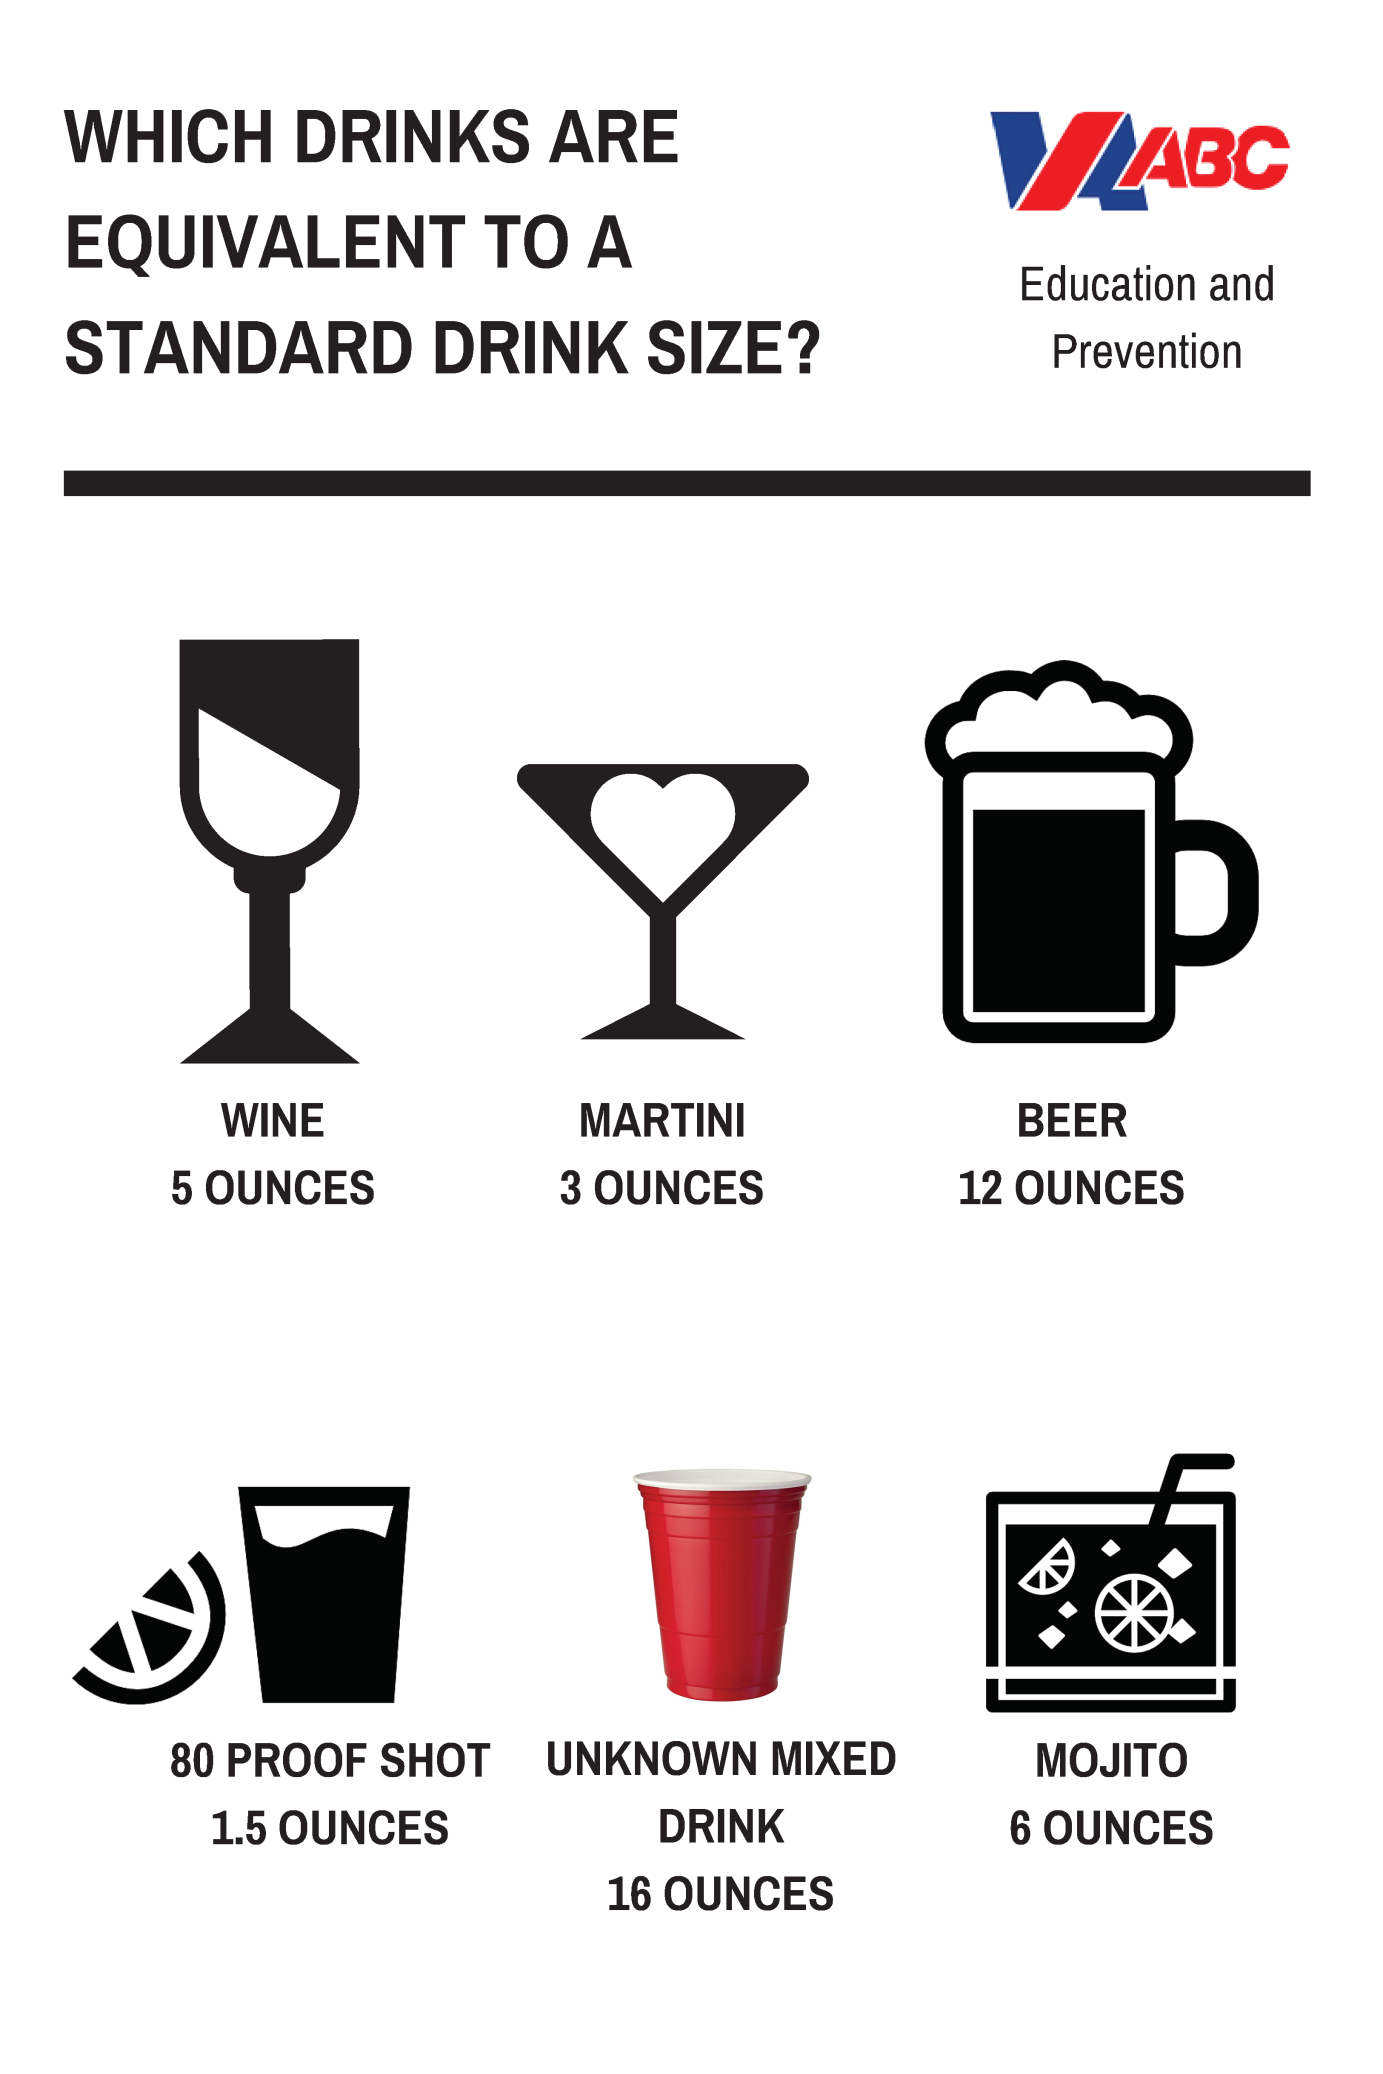 WHICH DRINKS ARE
EQUIVALENT TO A
STANDARD DRINK SIZE?
VA ABC
Education and
Prevention
WINE
5 OUNCES
MARTINI
3 OUNCES
BEER
12 OUNCES
80 PROOF SHOT
1.5 OUNCES
UNKNOWN MIXED
DRINK
16 OUNCES
MOJITO
6 OUNCES